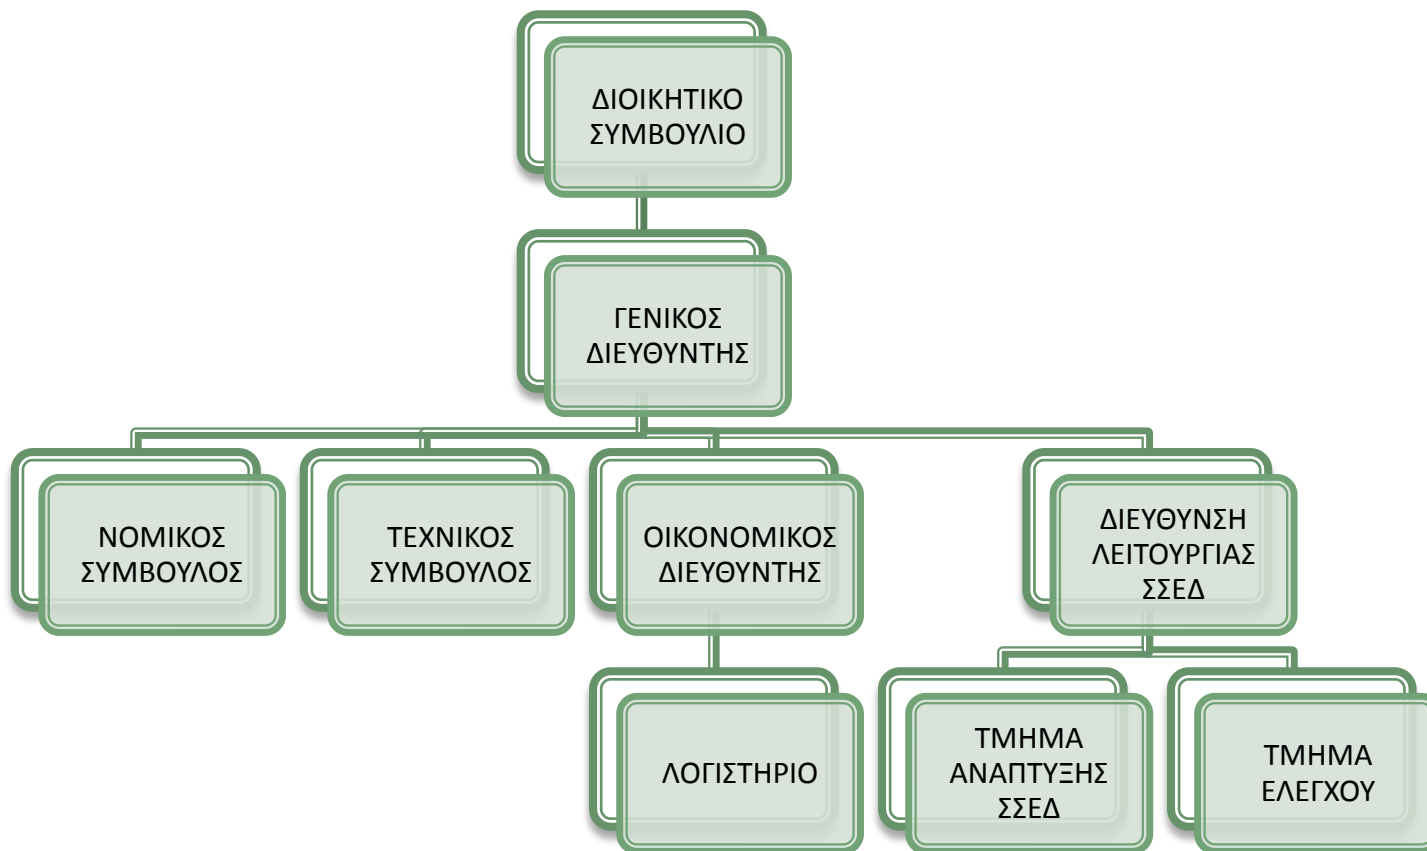 ΔΙΟΙΚΗΤΙΚΟ
ΣΥΜΒΟΥΛΙΟ
ΓΕΝΙΚΟΣ
ΔΙΕΥΘΥΝΤΗΣ
ΝΟΜΙΚΟΣ
ΣΥΜΒΟΥΛΟΣ
ΤΕΧΝΙΚΟΣ
ΣΥΜΒΟΥΛΟΣ
ΟΙΚΟΝΟΜΙΚΟΣ
ΔΙΕΥΘΥΝΤΗΣ
ΔΙΕΥΘΥΝΣΗ
ΛΕΙΤΟΥΡΓΙΑΣ
ΣΣΕΔ
ΛΟΓΙΣΤΗΡΙΟ
ΤΜΗΜΑ
ΑΝΑΠΤΥΞΗΣ
ΣΣΕΔ
ΤΜΗΜΑ
ΕΛΕΓΧΟΥ